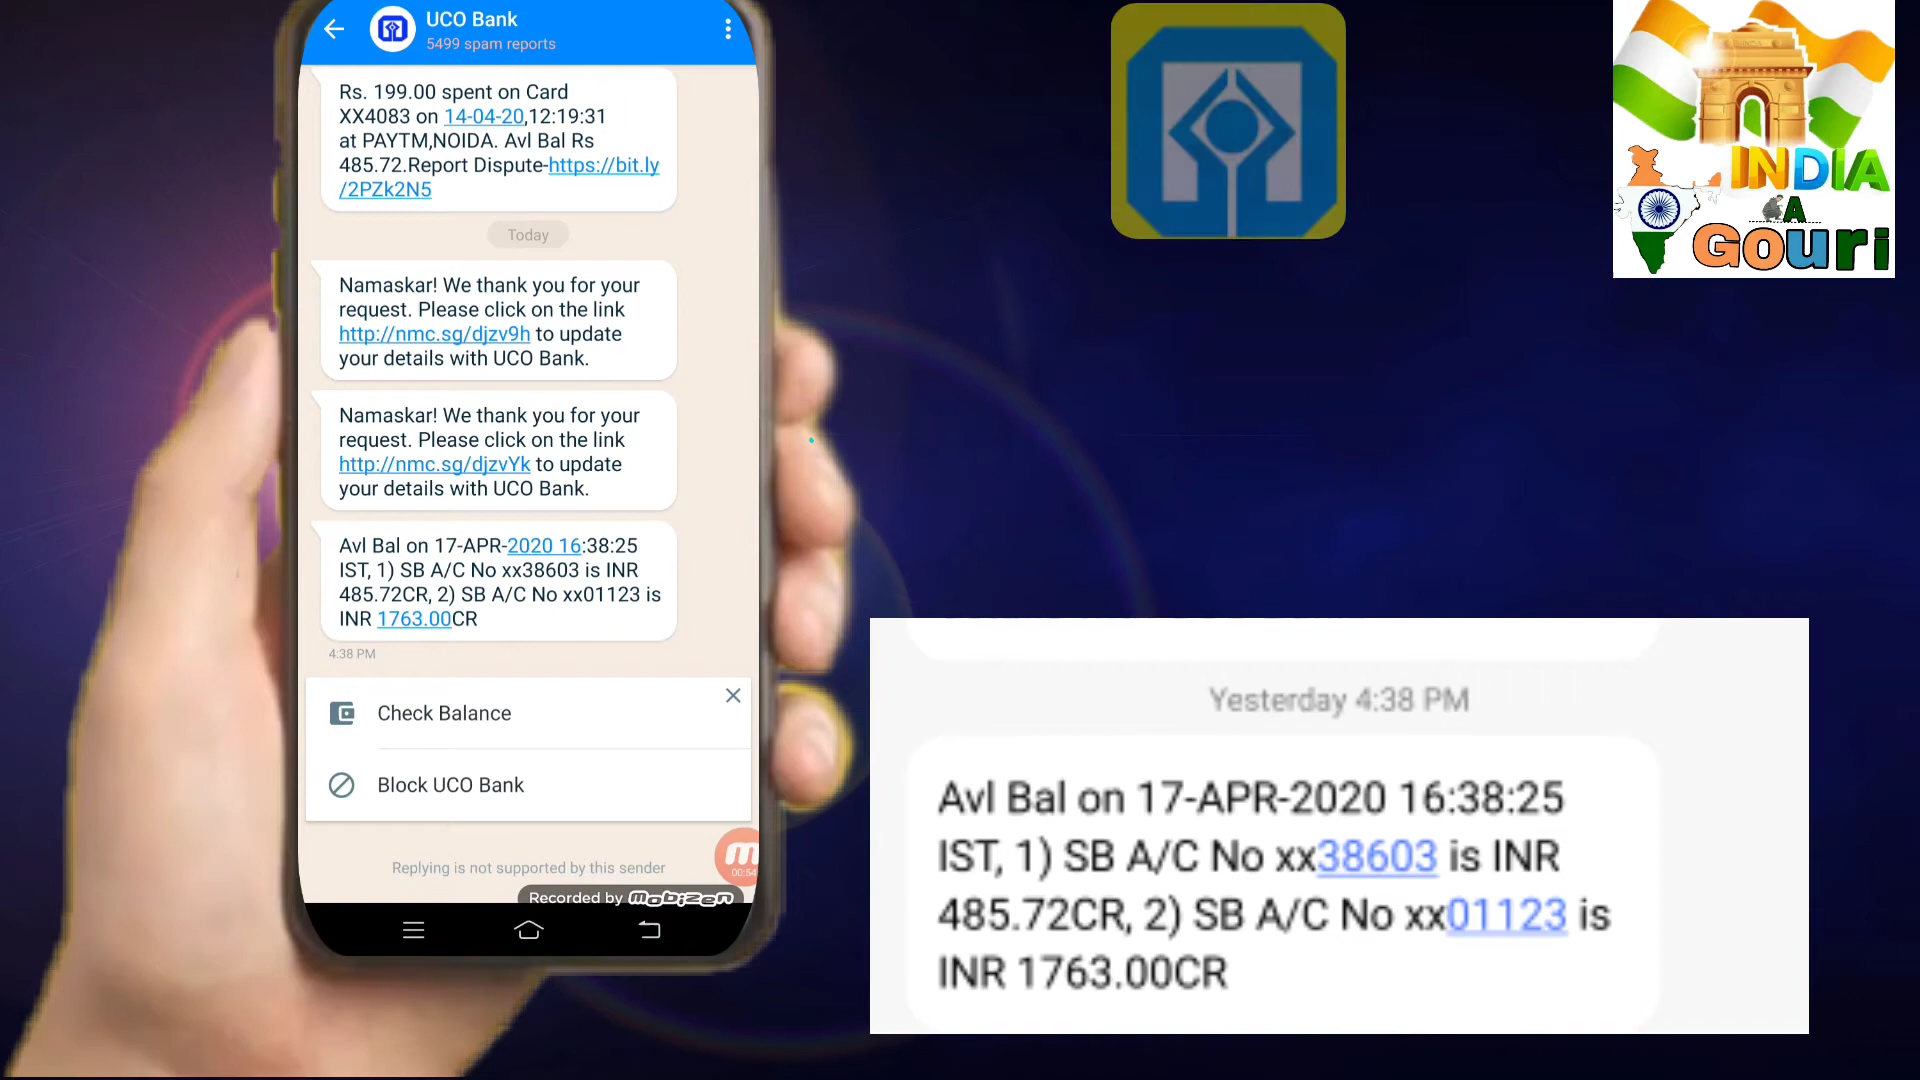 UCO Bank
5499 spam reports
Rs. 199.00 spent on Card
XX4083 on 14-04-20,12:19:31
at PAYTM,NOIDA. Avl Bal Rs
485.72.Report Dispute-https://bit.ly
/2PZk2N5
Today
Namaskar! We thank you for your
request. Please click on the link
http://nmc.sg/djzv9h to update
your details with UCO Bank.
Namaskar! We thank you for your
request. Please click on the link
http://nmc.sg/djzvYk to update
your details with UCO Bank.
Avl Bal on 17-APR-2020 16:38:25
IST, 1) SB A/C No xx38603 is INR
485.72CR, 2) SB A/C No xx01123 is
INR 1763.00CR
4:38 PM
Check Balance
Block UCO Bank
Replying is not supported by this sender
00:54
Recorded by mobizen
INDIA
A
Gouri
Yesterday 4:38 PM
Avl Bal on 17-APR-2020 16:38:25
IST, 1) SB A/C No xx38603 is INR
485.72CR, 2) SB A/C No xx01123 is
INR 1763.00CR